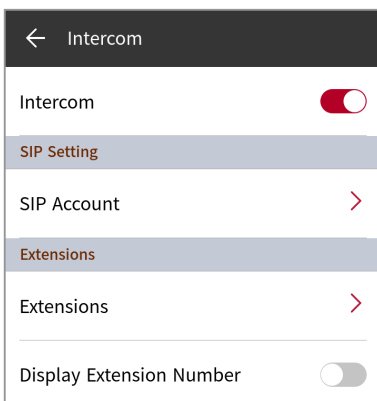 Intercom
Intercom
SIP Setting
SIP Account
Extensions
Extensions
Display Extension Number